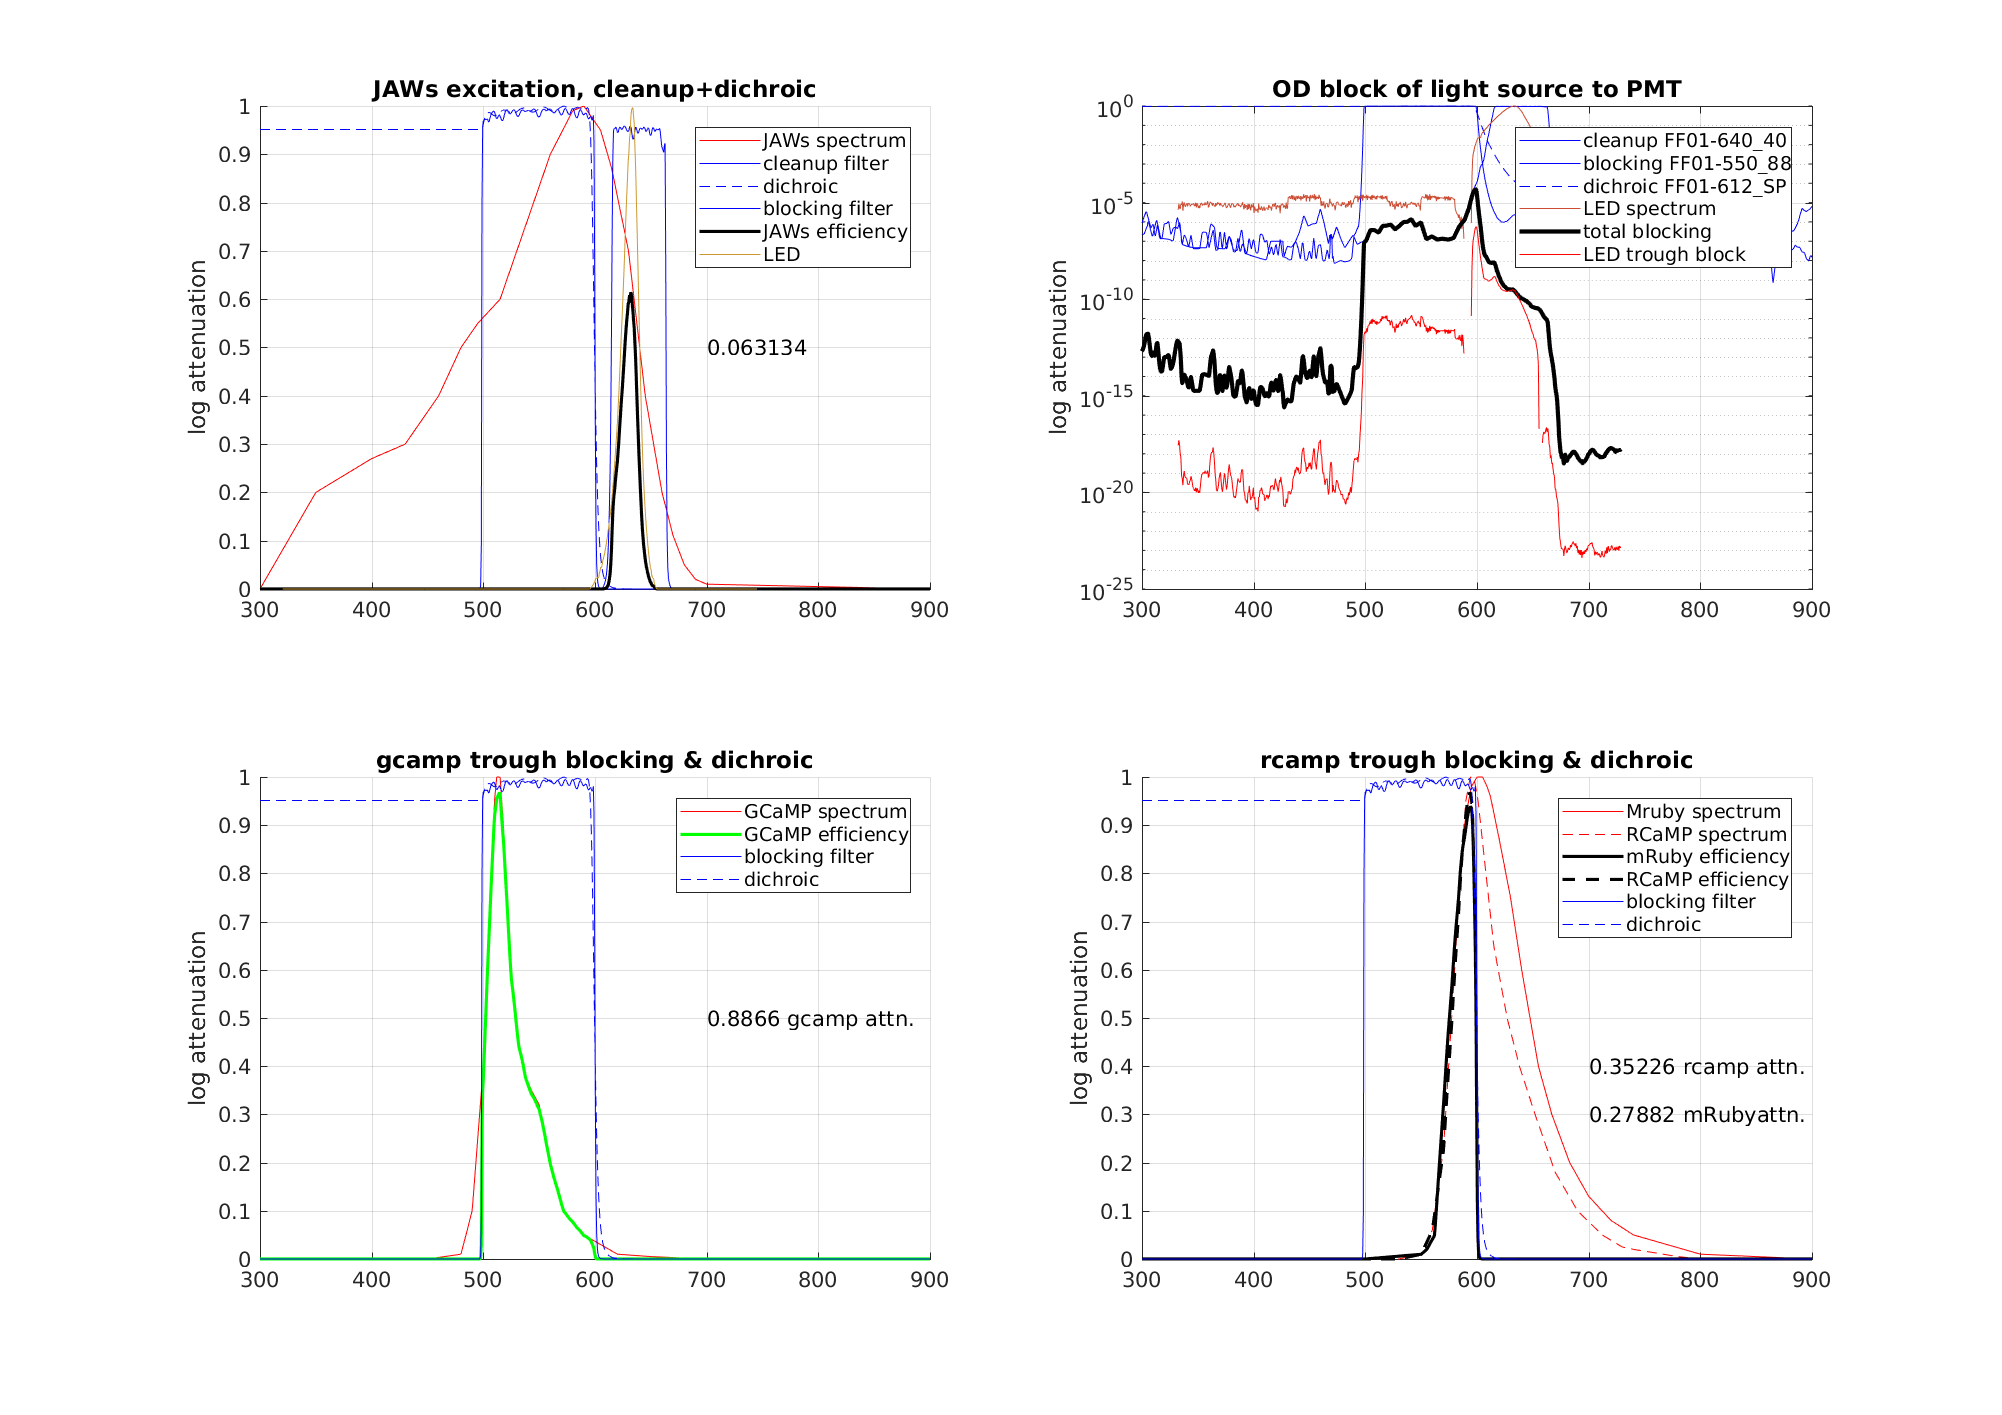 JAWs excitation, cleanup+dichroic
log attenuation
1
0.9
0.8
0.7
0.6
0.5
0.4
0.3
0.2
0.1
0
300 400 500 600 700 800 900
JAWs spectrum
cleanup filter
dichroic
blocking filter
JAWs efficiency
LED
0.063134
OD block of light source to PMT
log attenuation
10^0
10^-5
10^-10
10^-15
10^-20
10^-25
300 400 500 600 700 800 900
cleanup FF01-640_40
blocking FF01-550_88
dichroic FF01-612_SP
LED spectrum
total blocking
LED trough block
gcamp trough blocking & dichroic
log attenuation
1
0.9
0.8
0.7
0.6
0.5
0.4
0.3
0.2
0.1
0
300 400 500 600 700 800 900
GCaMP spectrum
GCaMP efficiency
blocking filter
dichroic
0.8866 gcamp attn.
rcamp trough blocking & dichroic
log attenuation
1
0.9
0.8
0.7
0.6
0.5
0.4
0.3
0.2
0.1
0
300 400 500 600 700 800 900
Mruby spectrum
RCaMP spectrum
mRuby efficiency
RCaMP efficiency
blocking filter
dichroic
0.35226 rcamp attn.
0.27882 mRubyattn.